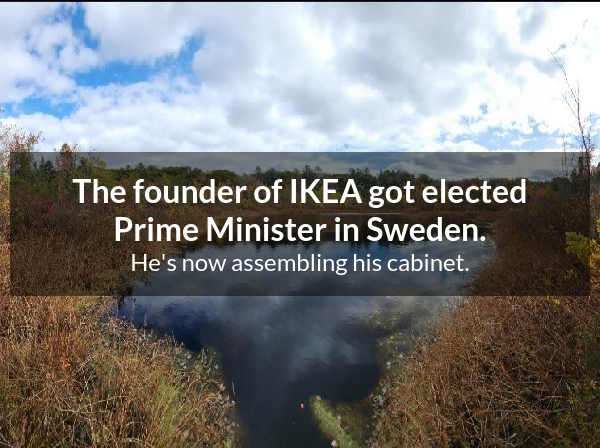 The founder of IKEA got elected
Prime Minister in Sweden.
He's now assembling his cabinet.